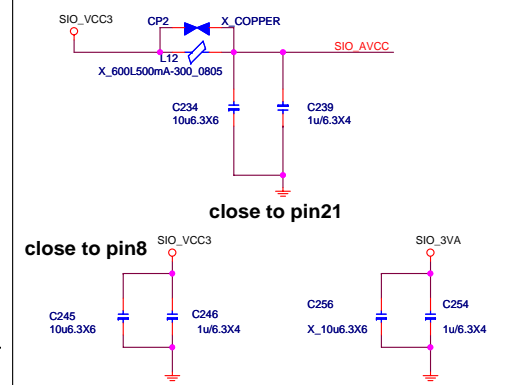 SIO_VCC3
CP2
X_COPPER
SIO_AVCC
L12
X_600L500mA-300_0805
C234
10u6.3X6
C239
1u/6.3X4
close to pin21
close to pin8
SIO_VCC3
SIO_3VA
C245
10u6.3X6
C246
1u/6.3X4
C256
X_10u6.3X6
C254
1u/6.3X4